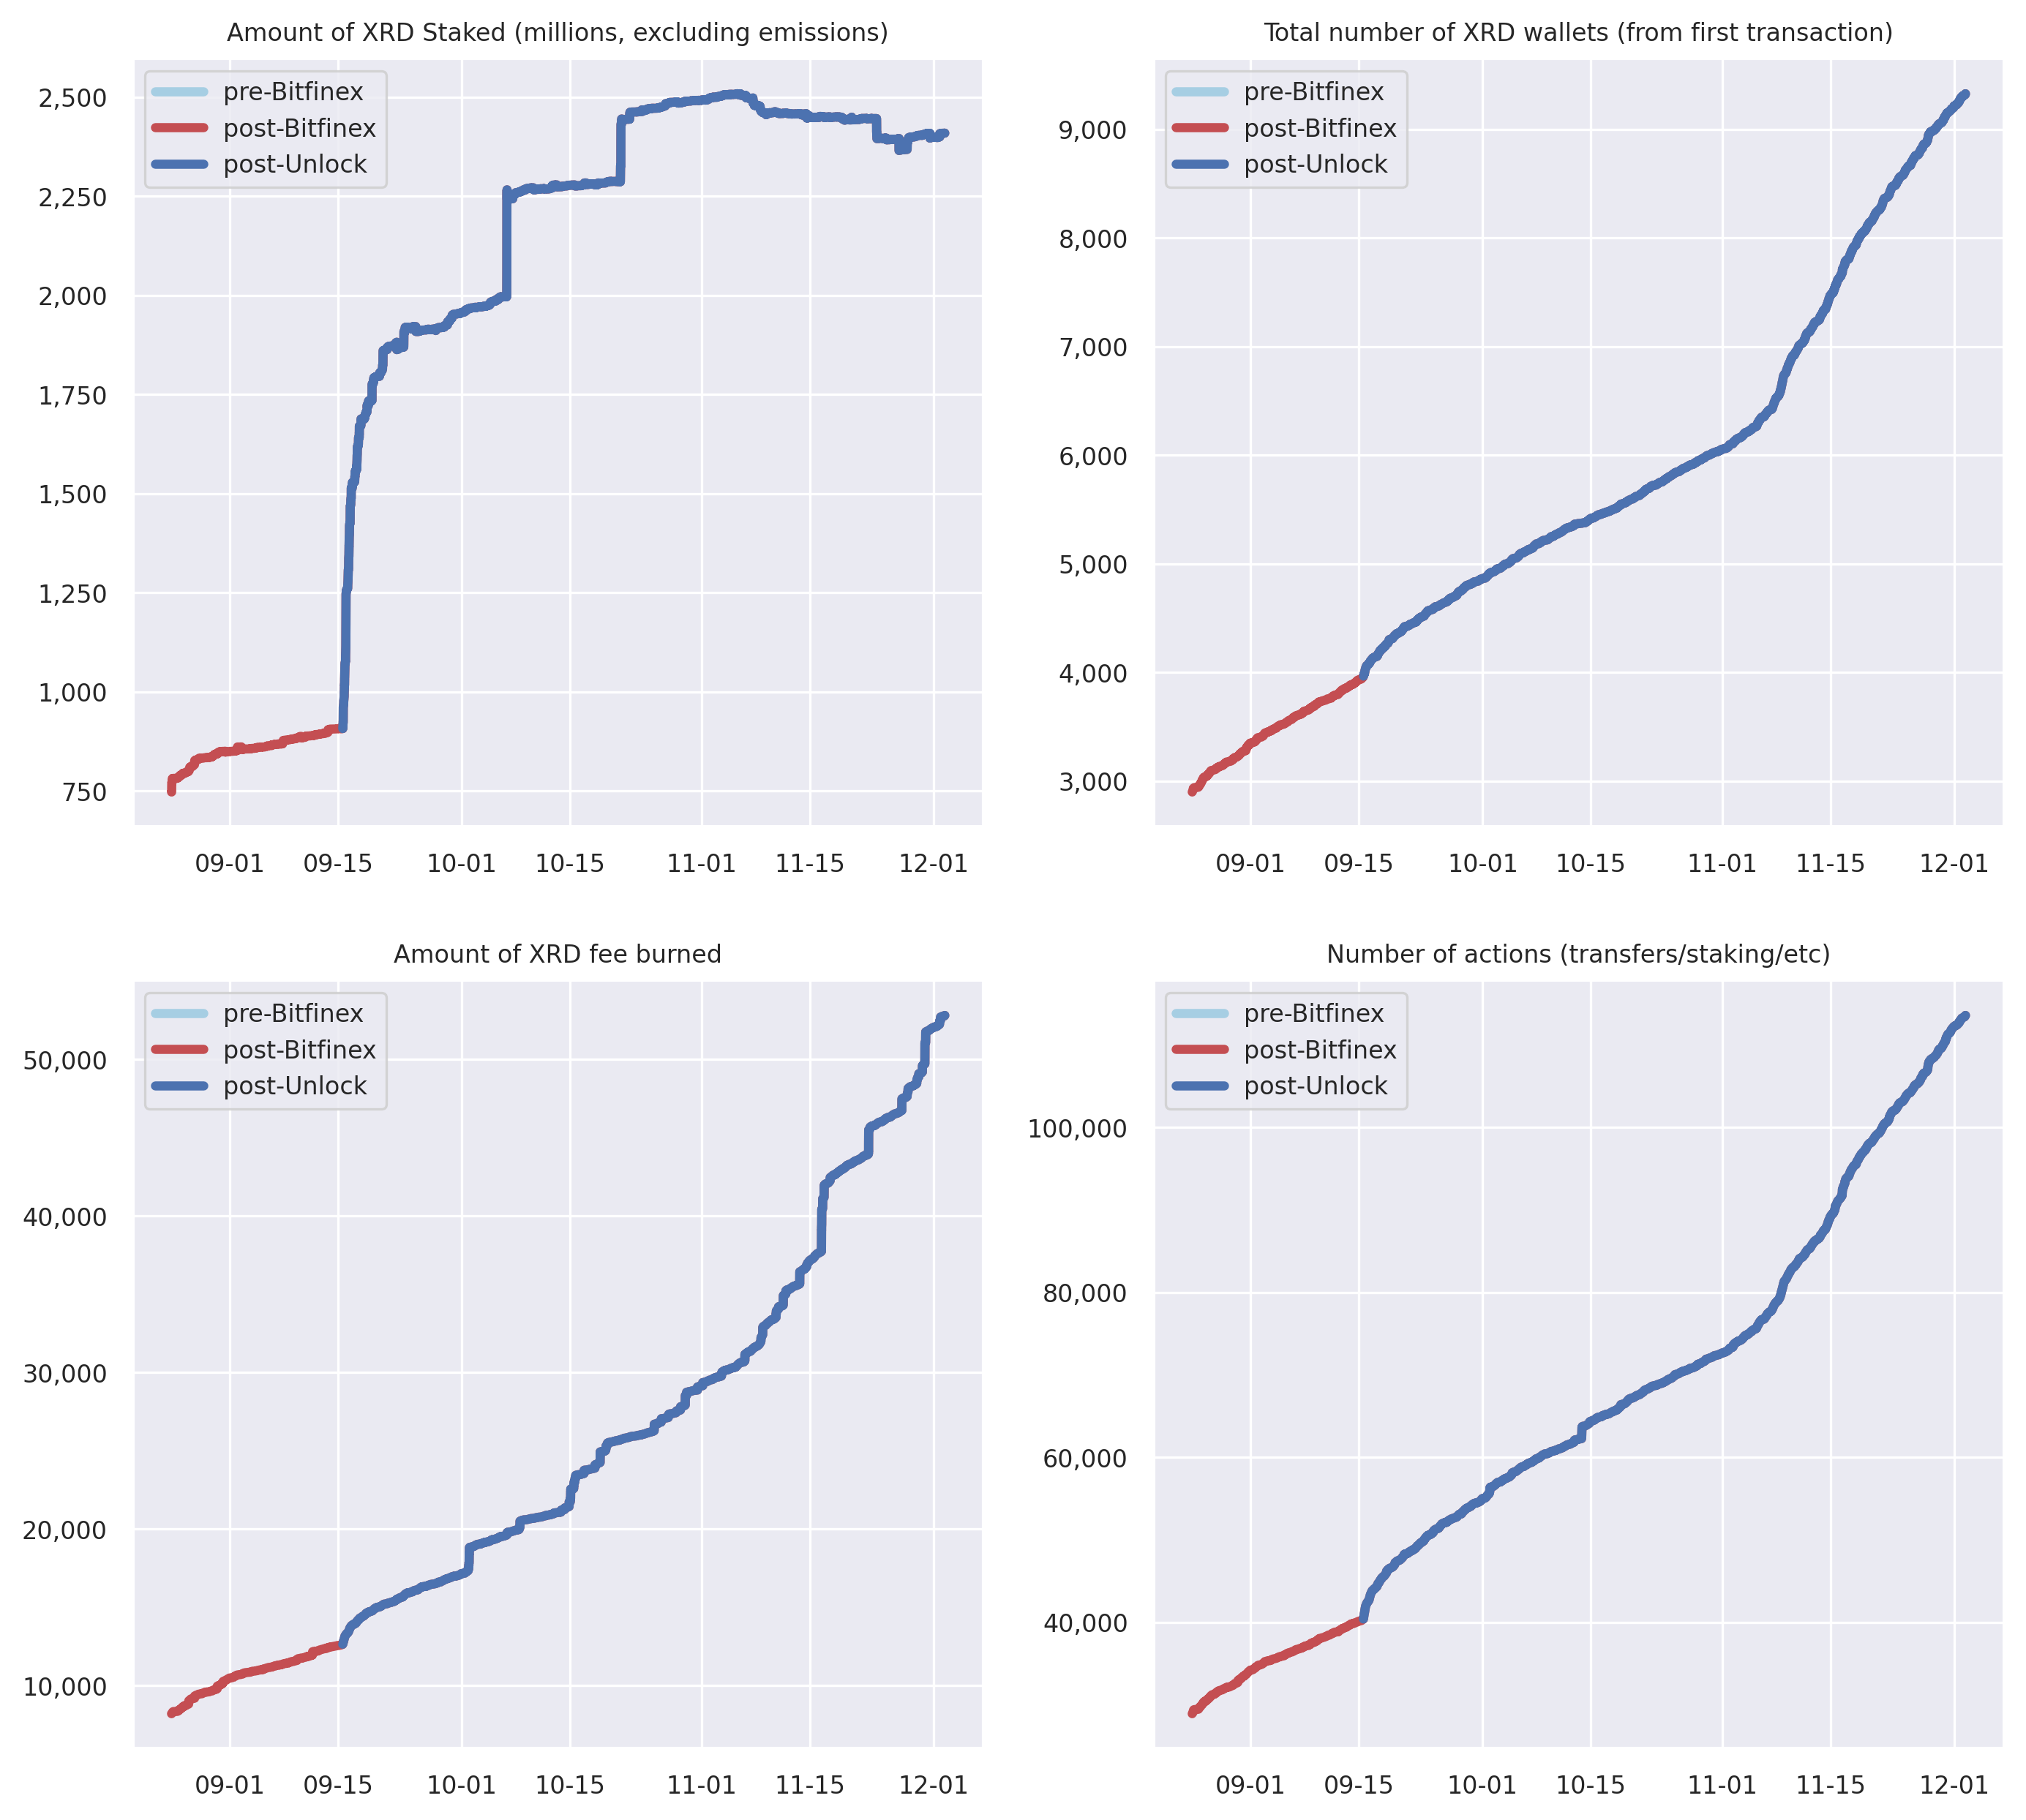 Amount of XRD Staked (millions, excluding emissions)
pre-Bitfinex
post-Bitfinex
post-Unlock
2,500
2,250
2,000
1,750
1,500
1,250
1,000
750
09-01 09-15 10-01 10-15 11-01 11-15 12-01
Total number of XRD wallets (from first transaction)
pre-Bitfinex
post-Bitfinex
post-Unlock
9,000
8,000
7,000
6,000
5,000
4,000
3,000
09-01 09-15 10-01 10-15 11-01 11-15 12-01
Amount of XRD fee burned
pre-Bitfinex
post-Bitfinex
post-Unlock
50,000
40,000
30,000
20,000
10,000
09-01 09-15 10-01 10-15 11-01 11-15 12-01
Number of actions (transfers/staking/etc)
pre-Bitfinex
post-Bitfinex
post-Unlock
100,000
80,000
60,000
40,000
09-01 09-15 10-01 10-15 11-01 11-15 12-01